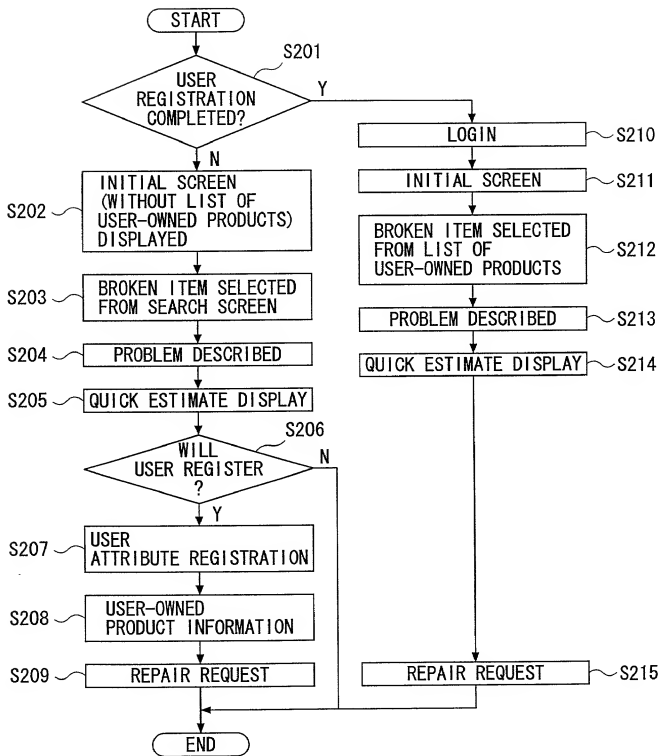 START
S201
USER
REGISTRATION
COMPLETED?
Y
N
S202
INITIAL SCREEN
(WITHOUT LIST OF
USER-OWNED PRODUCTS)
DISPLAYED
S203
BROKEN ITEM SELECTED
FROM SEARCH SCREEN
S204
PROBLEM DESCRIBED
S205
QUICK ESTIMATE DISPLAY
S206
WILL
USER REGISTER
?
N
Y
S207
USER
ATTRIBUTE REGISTRATION
S208
USER-OWNED
PRODUCT INFORMATION
S209
REPAIR REQUEST
END
LOGIN
S210
INITIAL SCREEN
S211
BROKEN ITEM SELECTED
FROM LIST OF
USER-OWNED PRODUCTS
S212
PROBLEM DESCRIBED
S213
QUICK ESTIMATE DISPLAY
S214
REPAIR REQUEST
S215